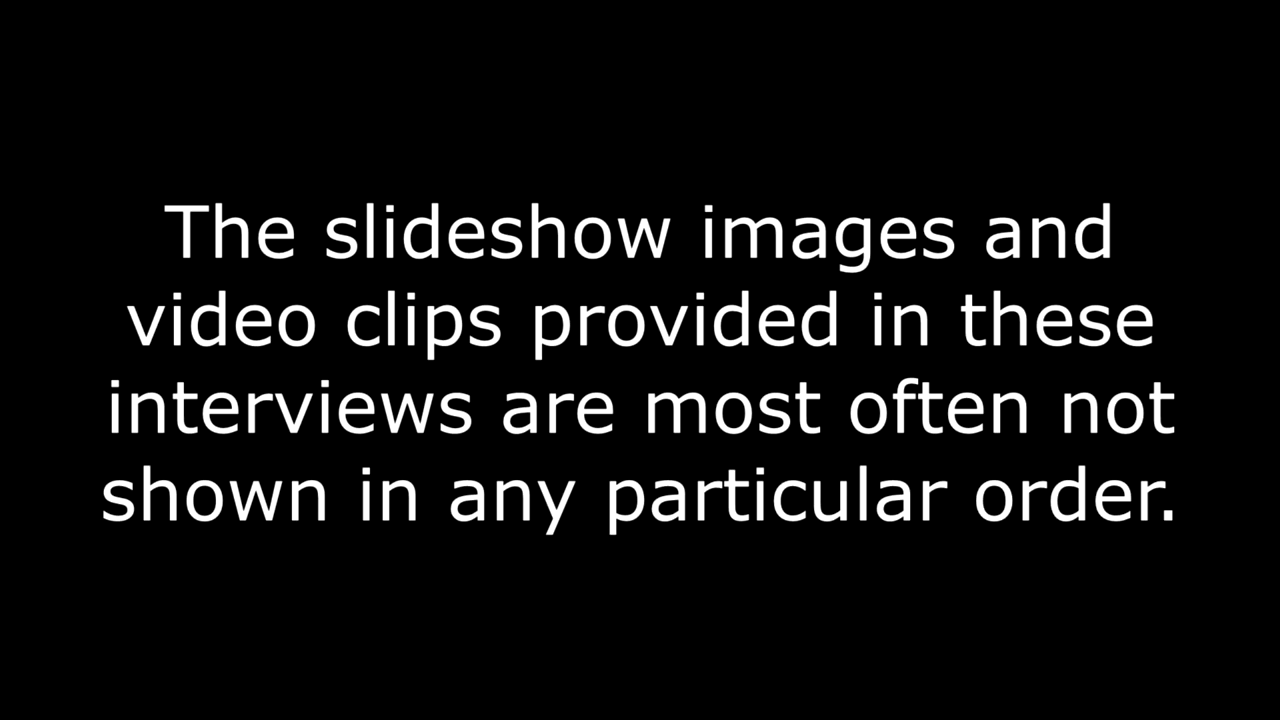 The slideshow images and
video clips provided in these
interviews are most often not
shown in any particular order.